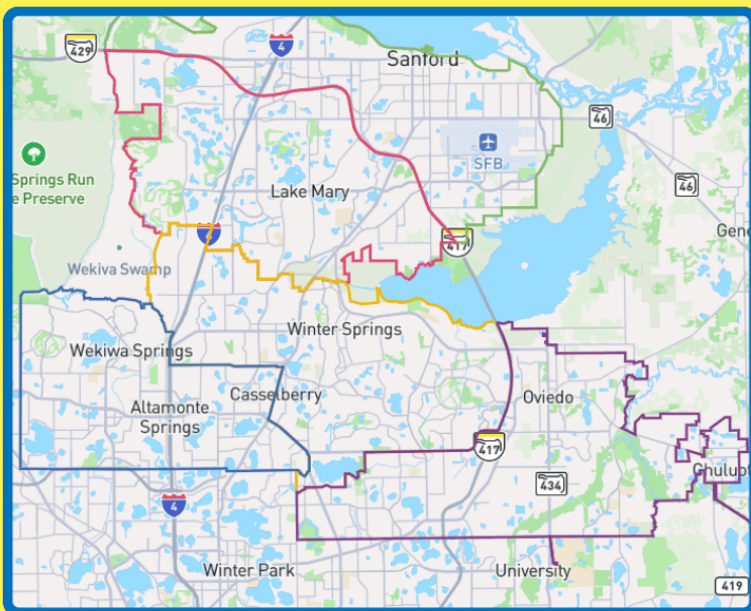 429
4
Sanford
46
SFB
Springs Run
e Preserve
Lake Mary
46
417
Gene
Wekiva Swamp
Winter Springs
Wekiwa Springs
Casselberry
Altamonte
Springs
Oviedo
417
434
Chuluot
4
Winter Park
University
419